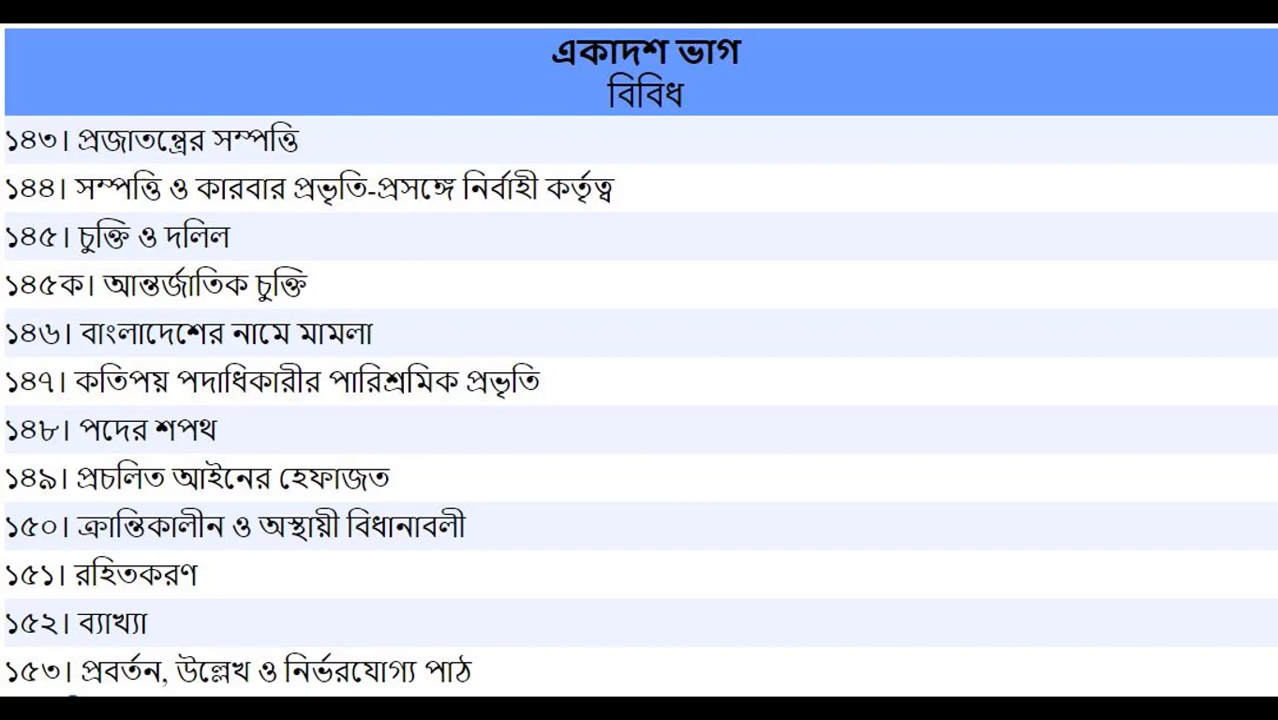 একাদশ ভাগ
বিবিধ
১৪৩। প্রজাতন্ত্রের সম্পত্তি
১৪৪। সম্পত্তি ও কারবার প্রভৃতি-প্রসঙ্গে নির্বাহী কর্তৃত্ব
১৪৫। চুক্তি ও দলিল
১৪৫ক। আন্তর্জাতিক চুক্তি
১৪৬। বাংলাদেশের নামে মামলা
১৪৭। কতিপয় পদাধিকারীর পারিশ্রমিক প্রভৃতি
১৪৮। পদের শপথ
১৪৯। প্রচলিত আইনের হেফাজত
১৫০। ক্রান্তিকালীন ও অস্থায়ী বিধানাবলী
১৫১। রহিতকরণ
১৫২। ব্যাখ্যা
১৫৩। প্রবর্তন, উল্লেখ ও নির্ভরযোগ্য পাঠ